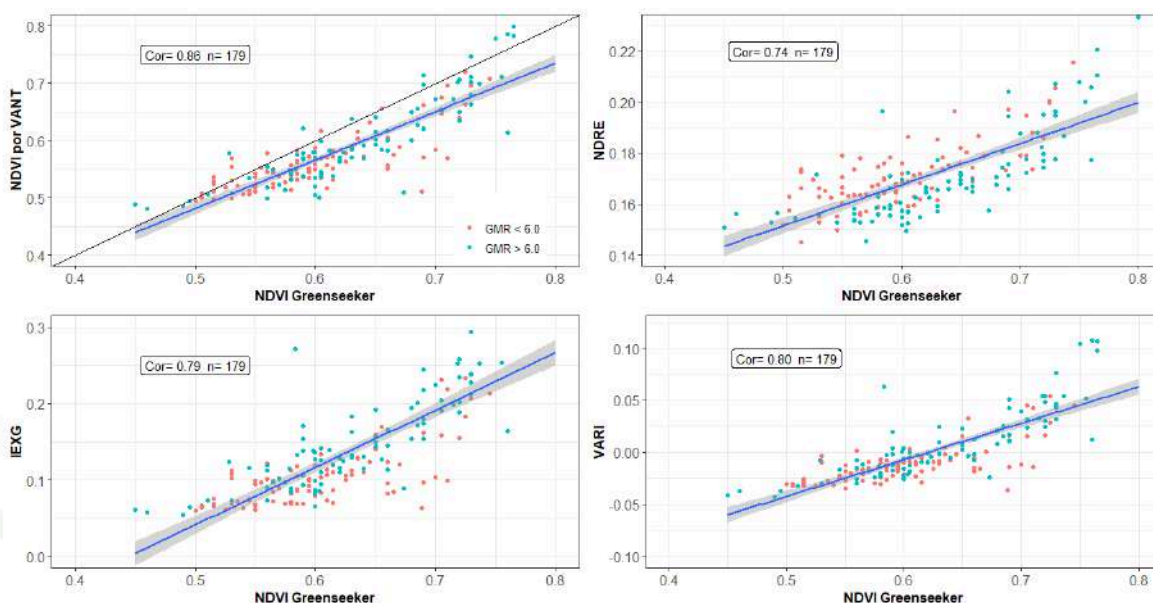 0.8
0.7
0.6
0.5
0.4
NDVI por VANT
Cor= 0.86 n= 179
GMR < 6.0
GMR > 6.0
0.4 0.5 0.6 0.7 0.8
NDVI Greenseeker
0.22
0.20
0.18
0.16
0.14
NDRE
Cor= 0.74 n= 179
0.4 0.5 0.6 0.7 0.8
NDVI Greenseeker
0.3
0.2
0.1
0.0
IEXG
Cor= 0.79 n= 179
0.4 0.5 0.6 0.7 0.8
NDVI Greenseeker
0.10
0.05
0.00
-0.05
-0.10
VARI
Cor= 0.80 n= 179
0.4 0.5 0.6 0.7 0.8
NDVI Greenseeker